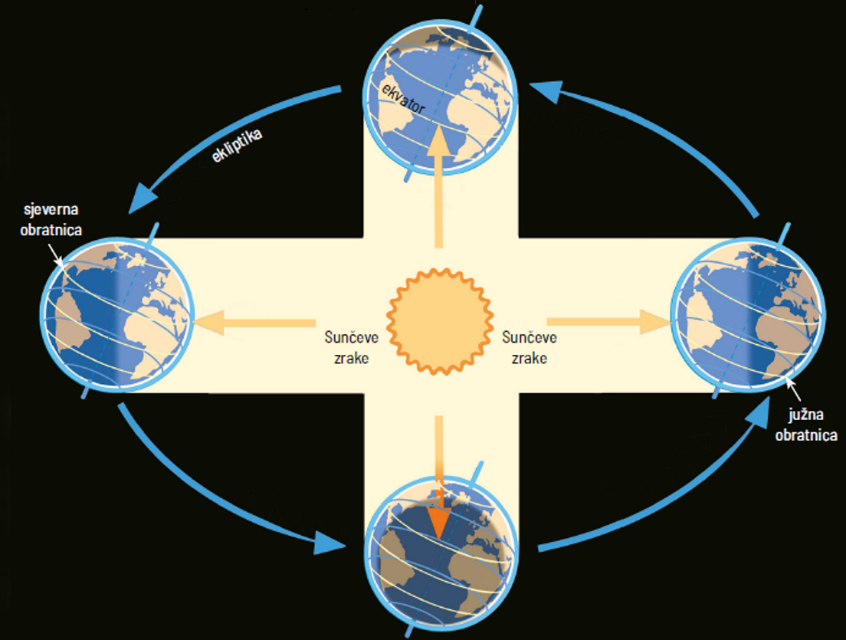 ekvator
ekliptika
sjeverna
obratnica
Sunčeve
zrake
Sunčeve
zrake
južna
obratnica